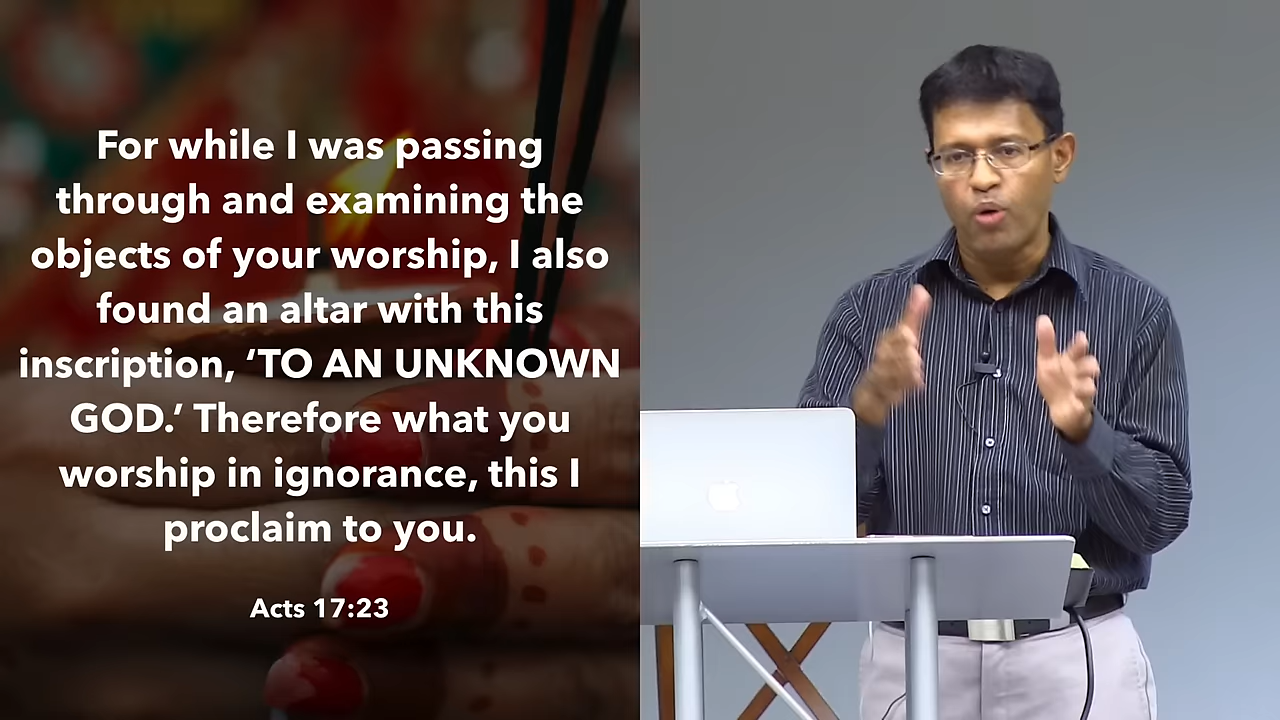 For while I was passing
through and examining the
objects of your worship, I also
found an altar with this
inscription, ‘TO AN UNKNOWN
GOD.’ Therefore what you
worship in ignorance, this I
proclaim to you.
Acts 17:23